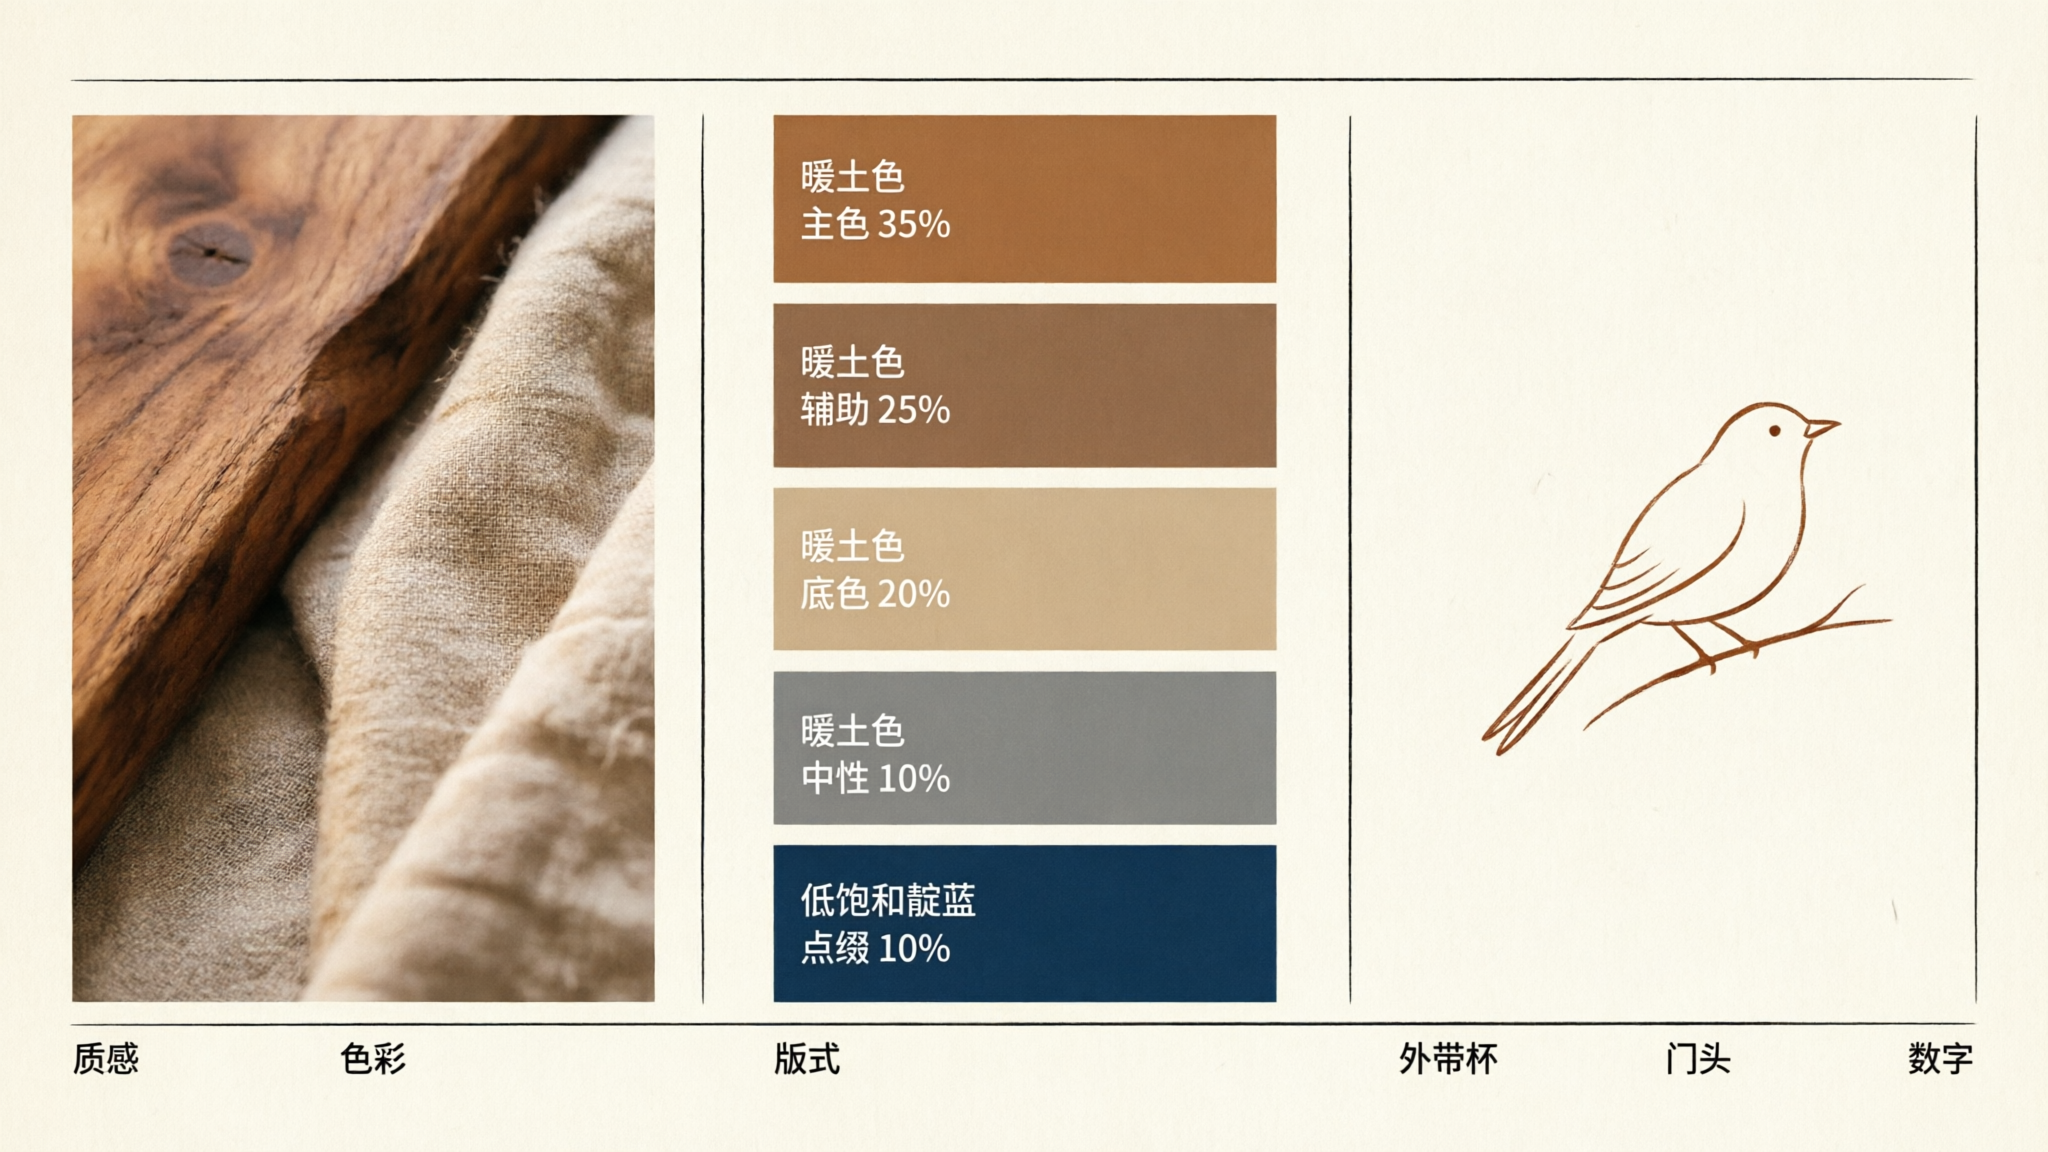 暖土色
主色 35%
暖土色
辅助 25%
暖土色
底色 20%
暖土色
中性 10%
低饱和靛蓝
点缀 10%
质感
色彩
版式
外带杯
门头
数字